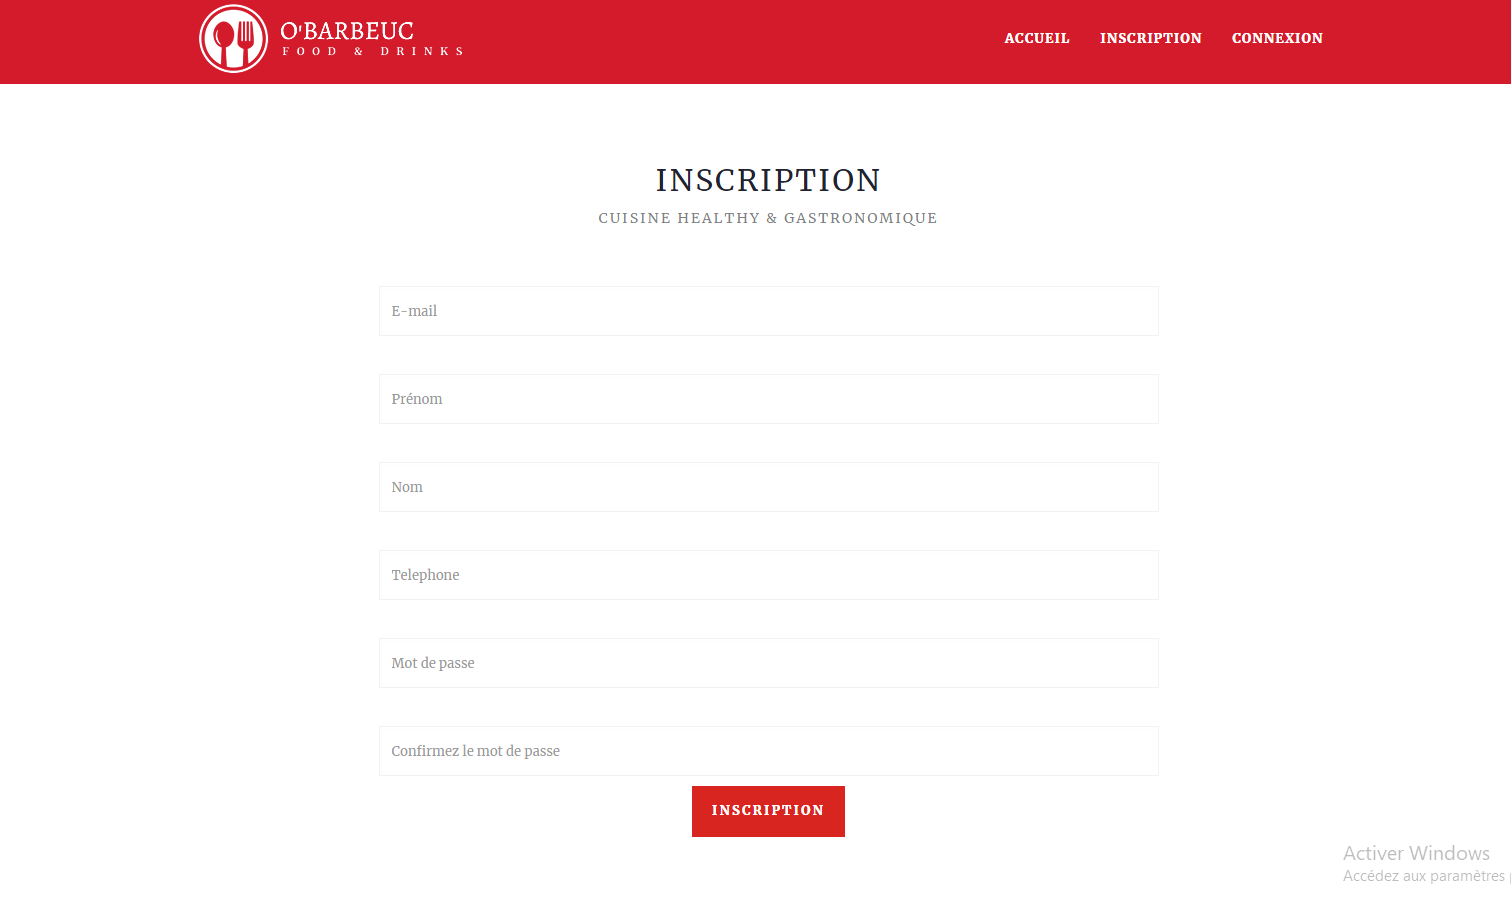 O'BARBEUC
FOOD & DRINKS
ACCUEIL
INSCRIPTION
CONNEXION
INSCRIPTION
CUISINE HEALTHY & GASTRONOMIQUE
E-mail
Prénom
Nom
Telephone
Mot de passe
Confirmez le mot de passe
INSCRIPTION
Activer Windows
Accédez aux paramètres